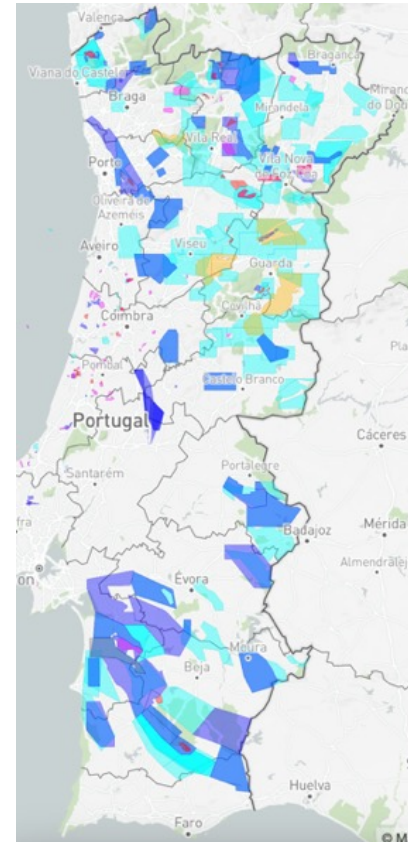 Valença
Viana do Castelo
Bragança
Braga
Mirandela
Vila Real
Porto
Vila Nova
Oliveira de
Azeméis
Aveiro
Viseu
Guarda
Covilhã
Coimbra
Pombal
Castelo Branco
Portugal
Cáceres
Santarém
Portalegre
Badajoz
Mérida
Almendralej
Évora
Moura
Beja
Huelva
Faro
© M